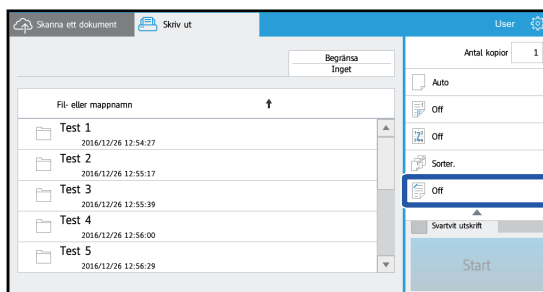 Skanna ett dokument
Skriv ut
User
Begränsa
Inget
Antal kopior 1
Auto
Fil- eller mappnamn
Off
Test 1
2016/12/26 12:54:27
Off
Test 2
2016/12/26 12:55:17
Sorter.
Test 3
2016/12/26 12:55:39
Off
Test 4
2016/12/26 12:56:00
Svartvit utskrift
Test 5
2016/12/26 12:56:29
Start